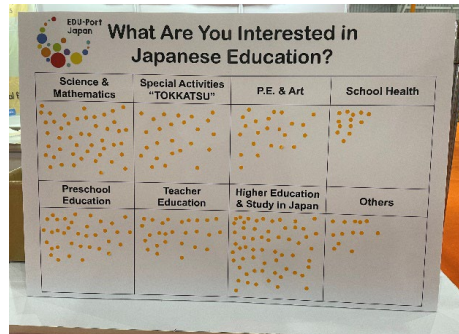 EDU-Port
Japan
What Are You Interested in
Japanese Education?
Science &
Mathematics
Special Activities
“TOKKATSU”
P.E. & Art
School Health
Preschool
Education
Teacher
Education
Higher Education
& Study in Japan
Others